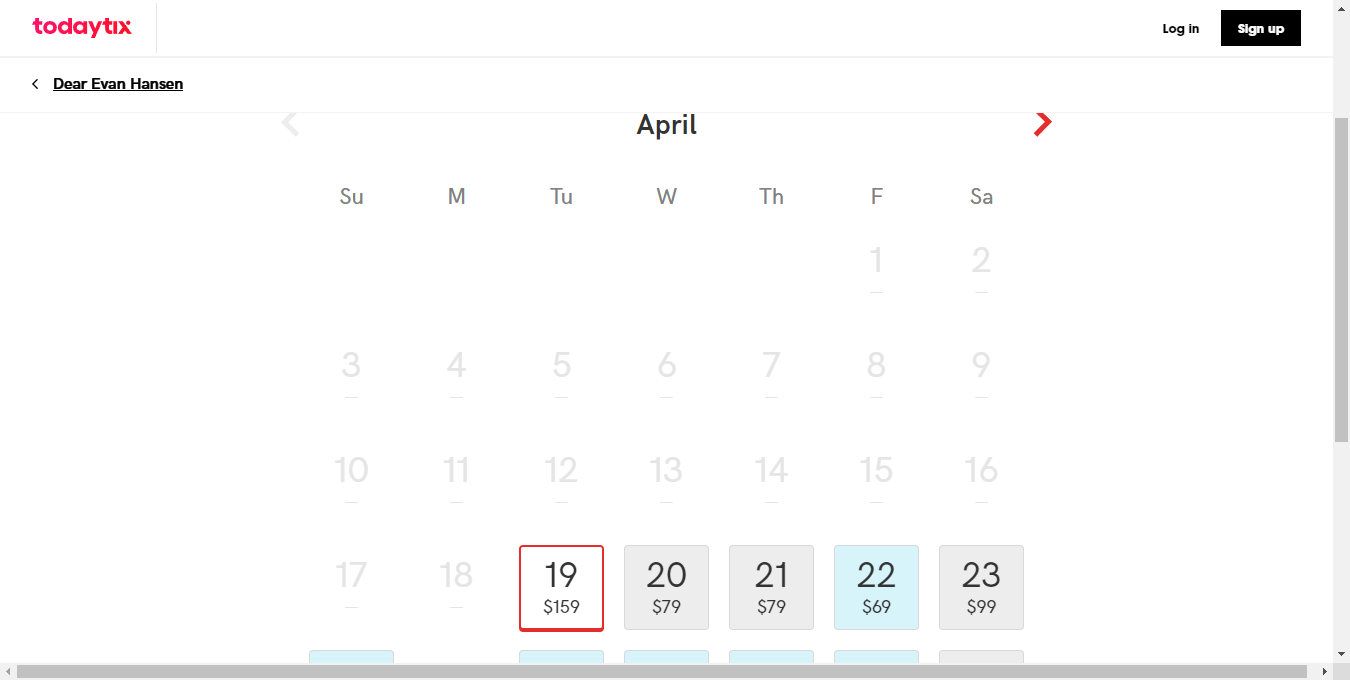 todaytix
Log in
Sign up
Dear Evan Hansen
April
Su M Tu W Th F Sa
1 2
— —
3 4 5 6 7 8 9
— — — — — — —
10 11 12 13 14 15 16
— — — — — — —
17 18 19 20 21 22 23
— — $159 $79 $79 $69 $99